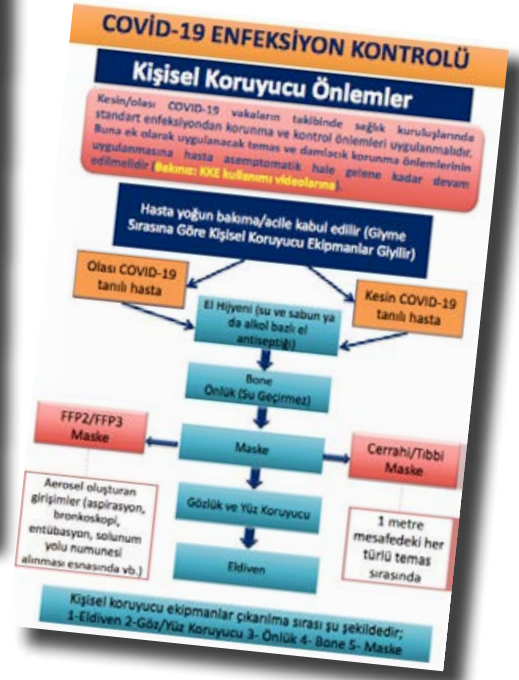 COVİD-19 ENFEKSİYON KONTROLÜ
Kişisel Koruyucu Önlemler
Kesin/olası COVID-19 vakaların takibinde sağlık kuruluşlarında
standart enfeksiyondan korunma ve kontrol önlemleri uygulanmalıdır.
Buna ek olarak uygulanacak temas ve damlacık korunma önlemlerinin
uygulanmasına hasta asemptomatik hale gelene kadar devam
edilmelidir (Bakınız: KKE kullanımı videolarına).
Hasta yoğun bakıma/acile kabul edilir (Giyme
Sırasına Göre Kişisel Koruyucu Ekipmanlar Giyilir)
Olası COVID-19
tanılı hasta
Kesin COVID-19
tanılı hasta
El Hijyeni (su ve sabun ya
da alkol bazlı el
antiseptiği)
Bone
Önlük (Su Geçirmez)
FFP2/FFP3
Maske
Maske
Cerrahi/Tıbbi
Maske
Aerosel oluşturan
girişimler (aspirasyon,
bronkoskopi,
entübasyon, solunum
yolu numunesi
alınması esnasında vb.)
Gözlük ve Yüz Koruyucu
1 metre
mesafedeki her
türlü temas
sırasında
Eldiven
Kişisel koruyucu ekipmanlar çıkarılma sırası şu şekildedir;
1-Eldiven 2-Göz/Yüz Koruyucu 3- Önlük 4- Bone 5- Maske